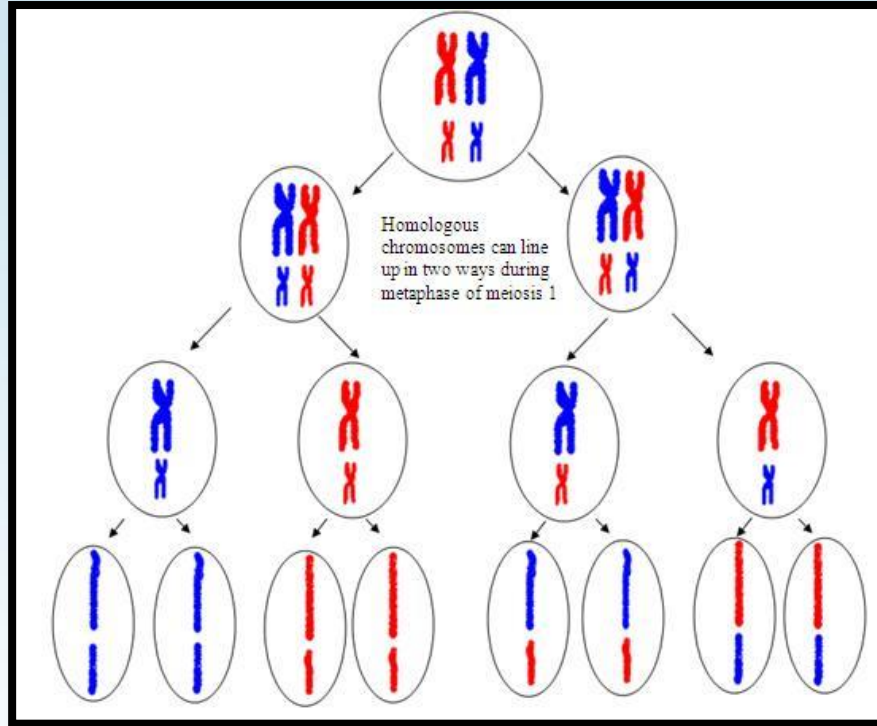 Homologous
chromosomes can line
up in two ways during
metaphase of meiosis 1